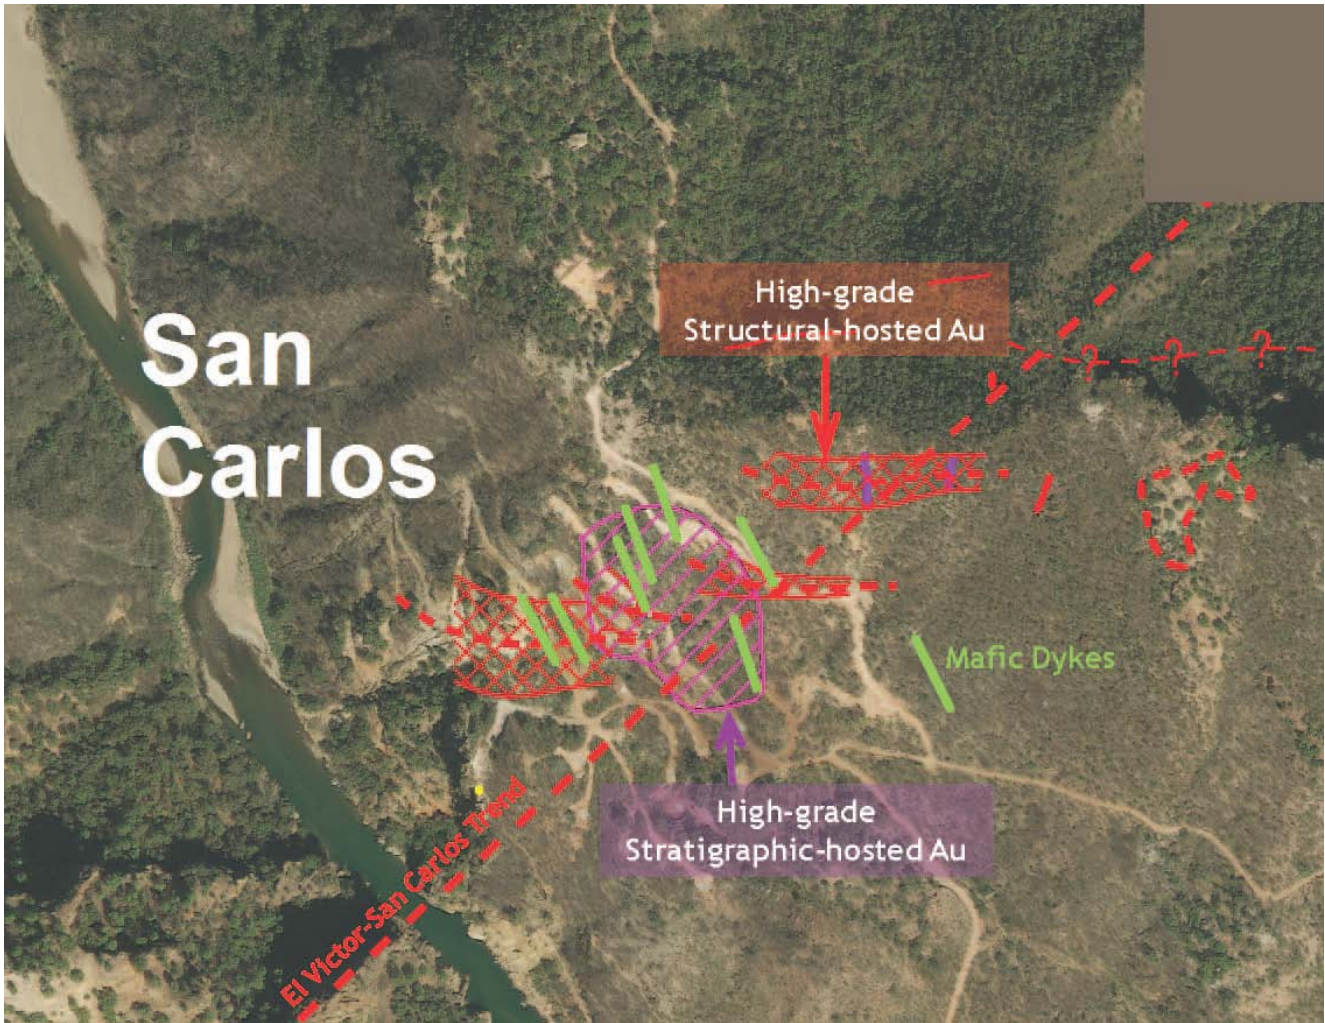 San
Carlos
High-grade
Structural-hosted Au
? ? ?
Mafic Dykes
High-grade
Stratigraphic-hosted Au
El Victor-San Carlos Trend